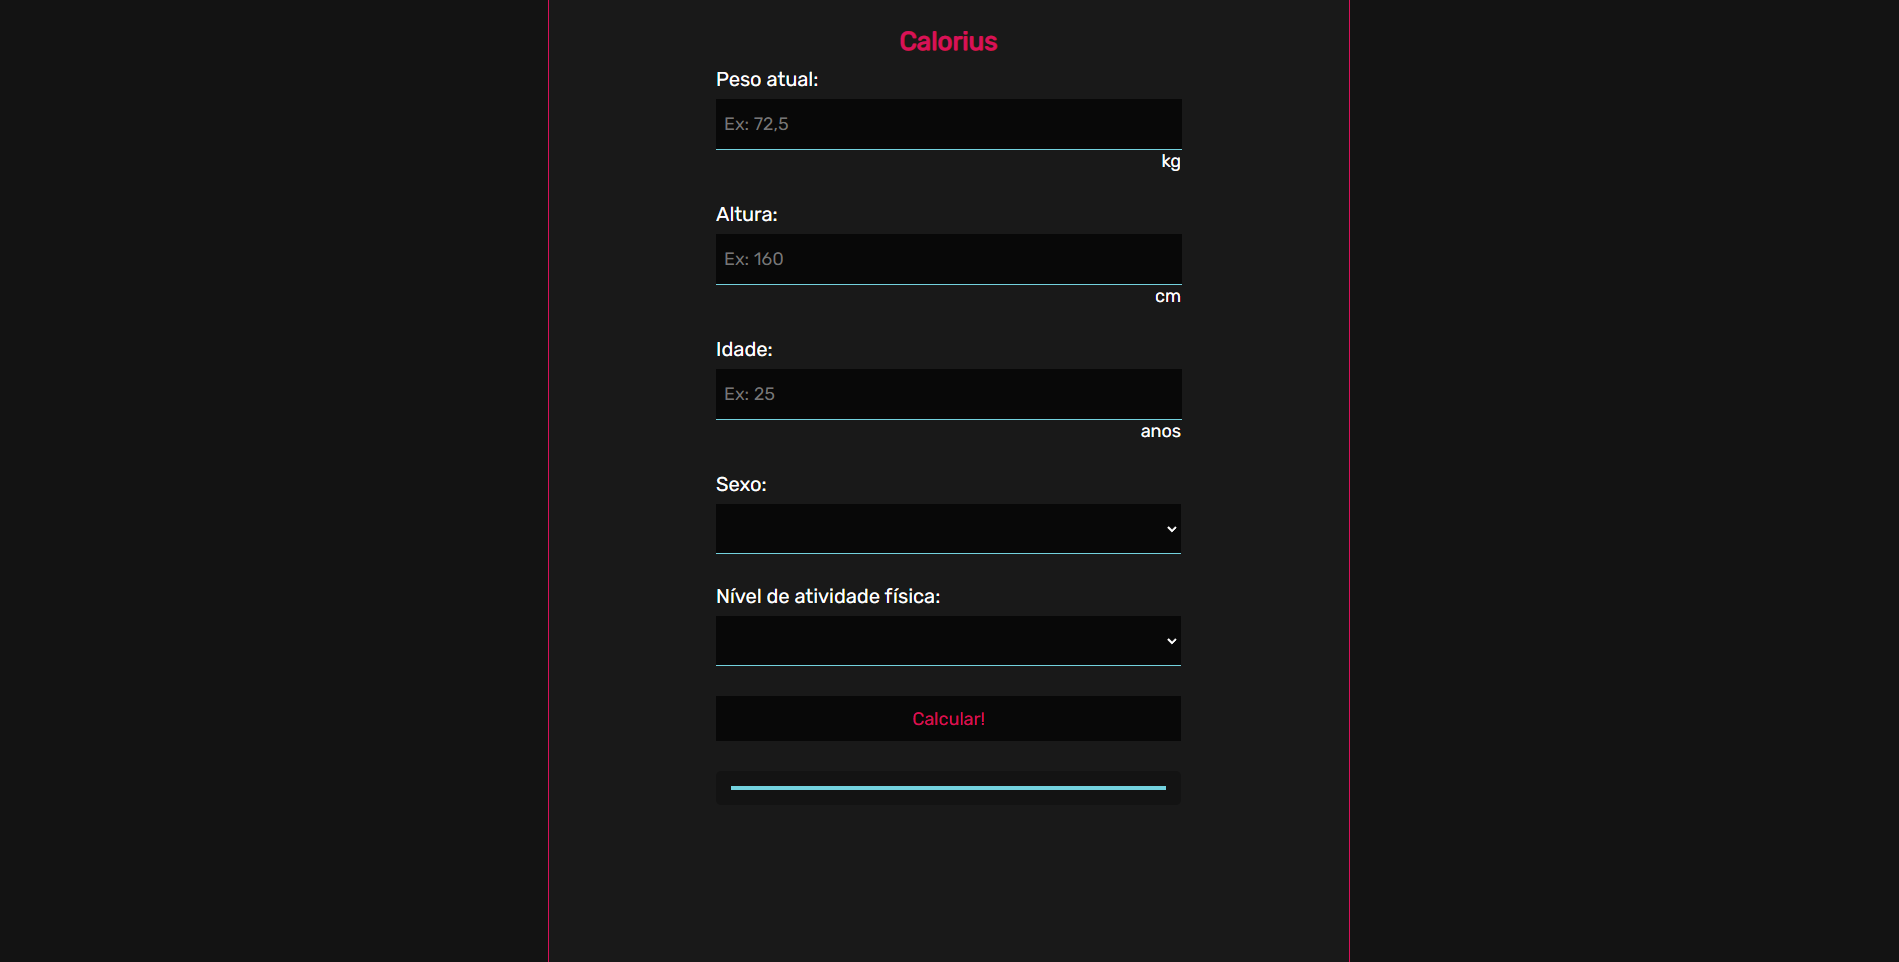 Calorius
Peso atual:
Ex: 72,5
kg
Altura:
Ex: 160
cm
Idade:
Ex: 25
anos
Sexo:
Nível de atividade física:
Calcular!